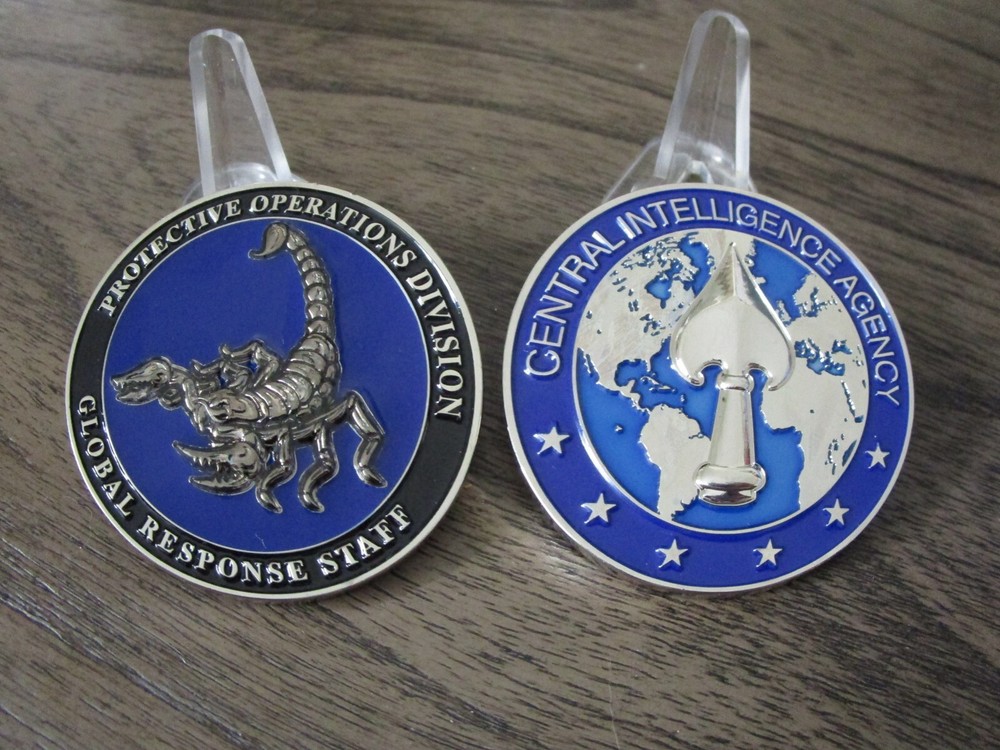 PROTECTIVE OPERATIONS DIVISION
GLOBAL RESPONSE STAFF
CENTRAL INTELLIGENCE AGENCY